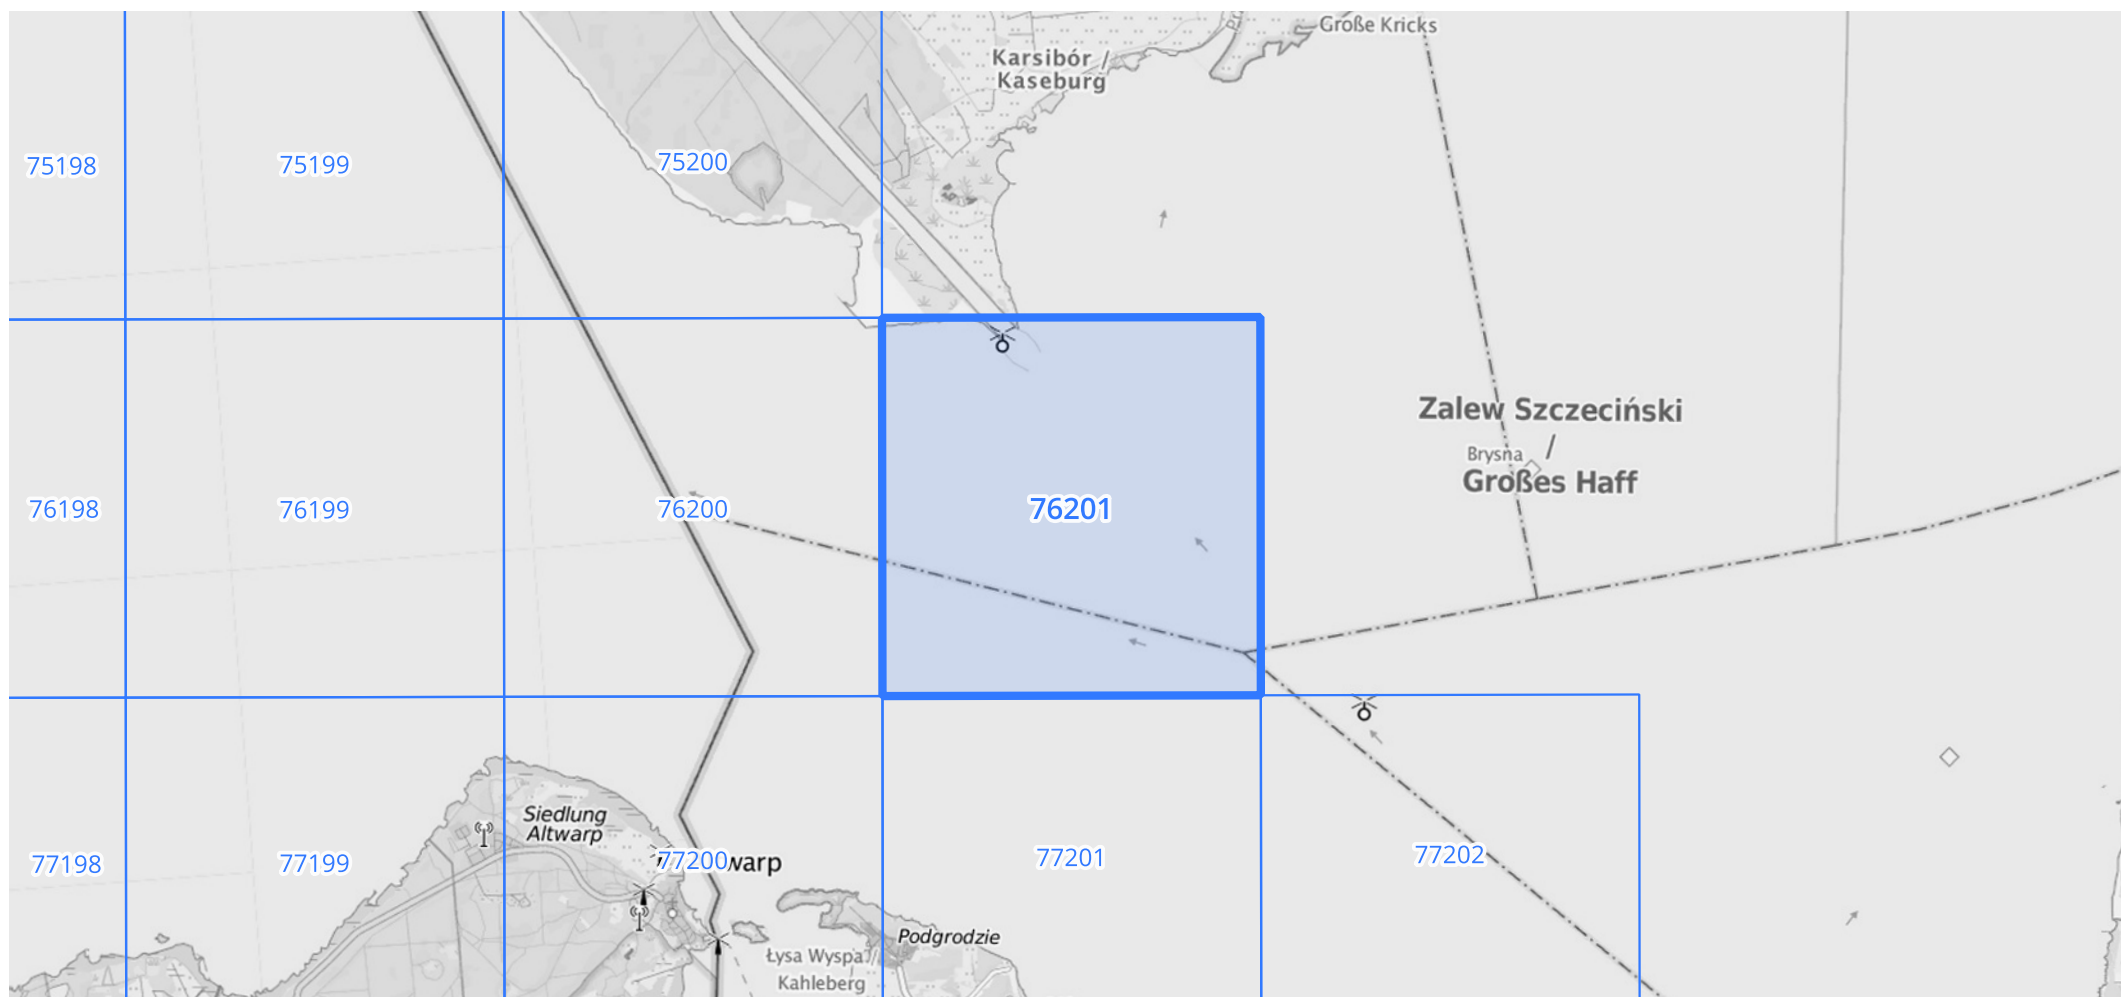 Große Kricks
Karsibór /
Kaseburg
75198
75199
75200
Zalew Szczeciński
/
Brysna
Großes Haff
76198
76199
76200
76201
Siedlung
Altwarp
77198
77199
77200
warp
77201
77202
Podgrodzie
Łysa Wyspa /
Kahleberg